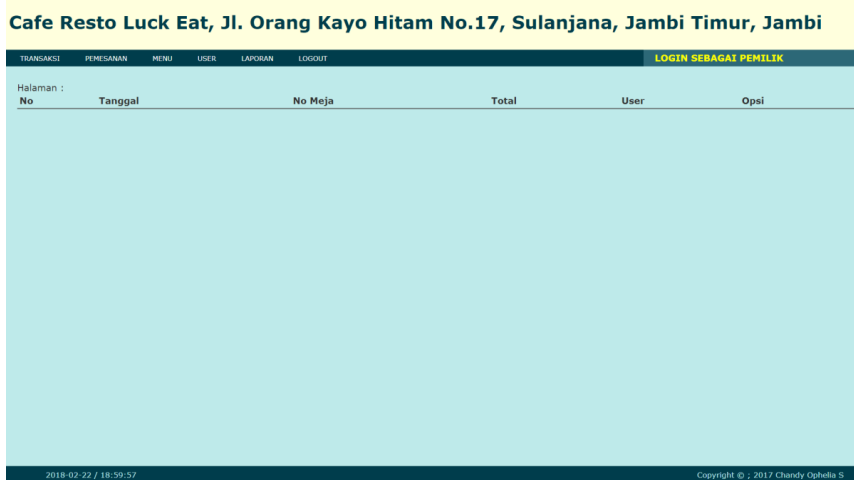 Cafe Resto Luck Eat, Jl. Orang Kayo Hitam No.17, Sulanjana, Jambi Timur, Jambi
TRANSAKSI PEMESANAN MENU USER LAPORAN LOGOUT LOGIN SEBAGAI PEMILIK
Halaman :
No Tanggal No Meja Total User Opsi
2018-02-22 / 18:59:57 Copyright © ; 2017 Chandy Ophelia S